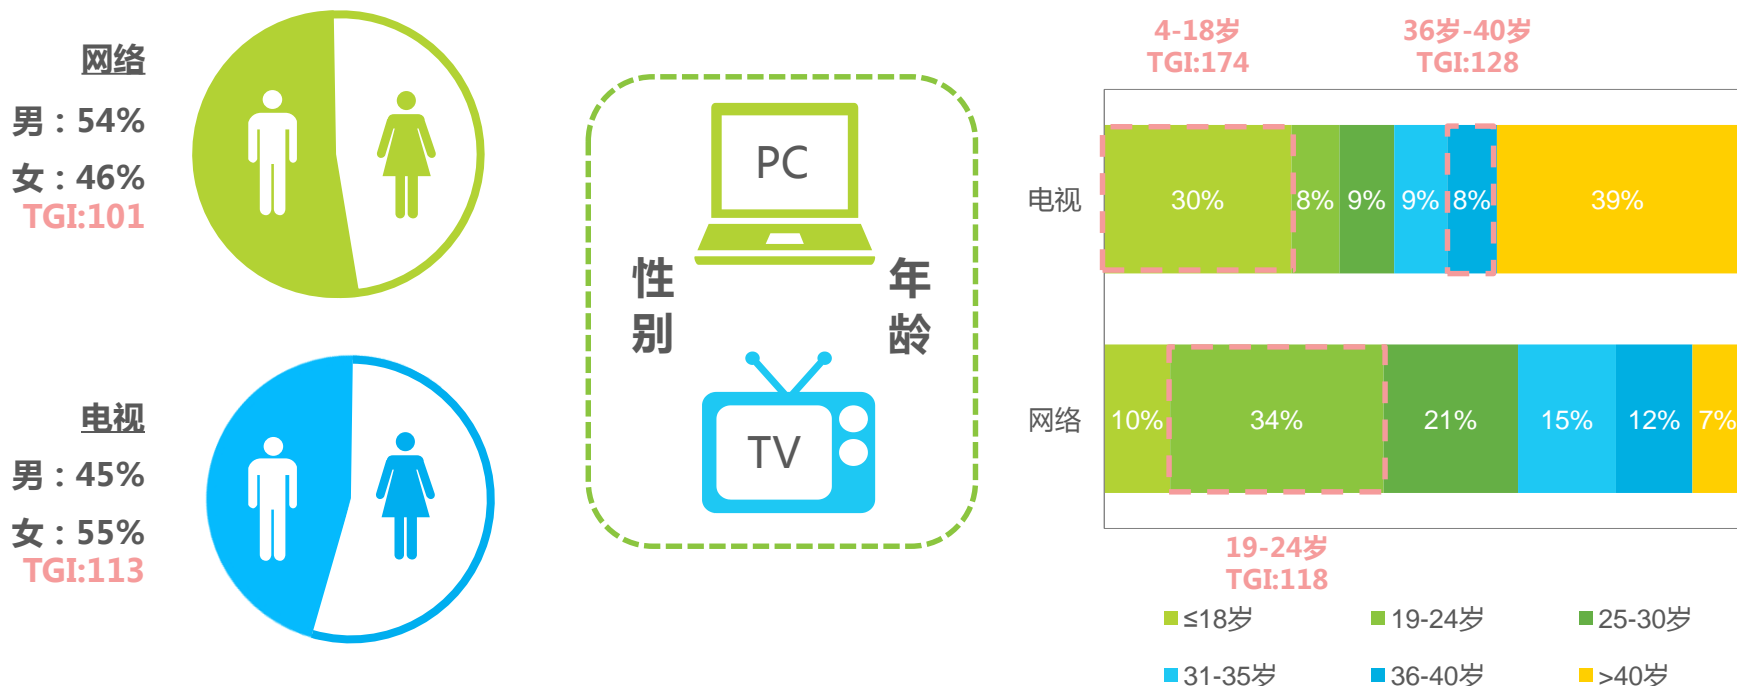 网络
男：54%
女：46%
TGI:101
电视
男：45%
女：55%
TGI:113
PC
性别
年龄
TV
4-18岁
TGI:174
36岁-40岁
TGI:128
电视
30%
8%
9%
9%
8%
39%
网络
10%
34%
21%
15%
12%
7%
19-24岁
TGI:118
≤18岁
19-24岁
25-30岁
31-35岁
36-40岁
>40岁